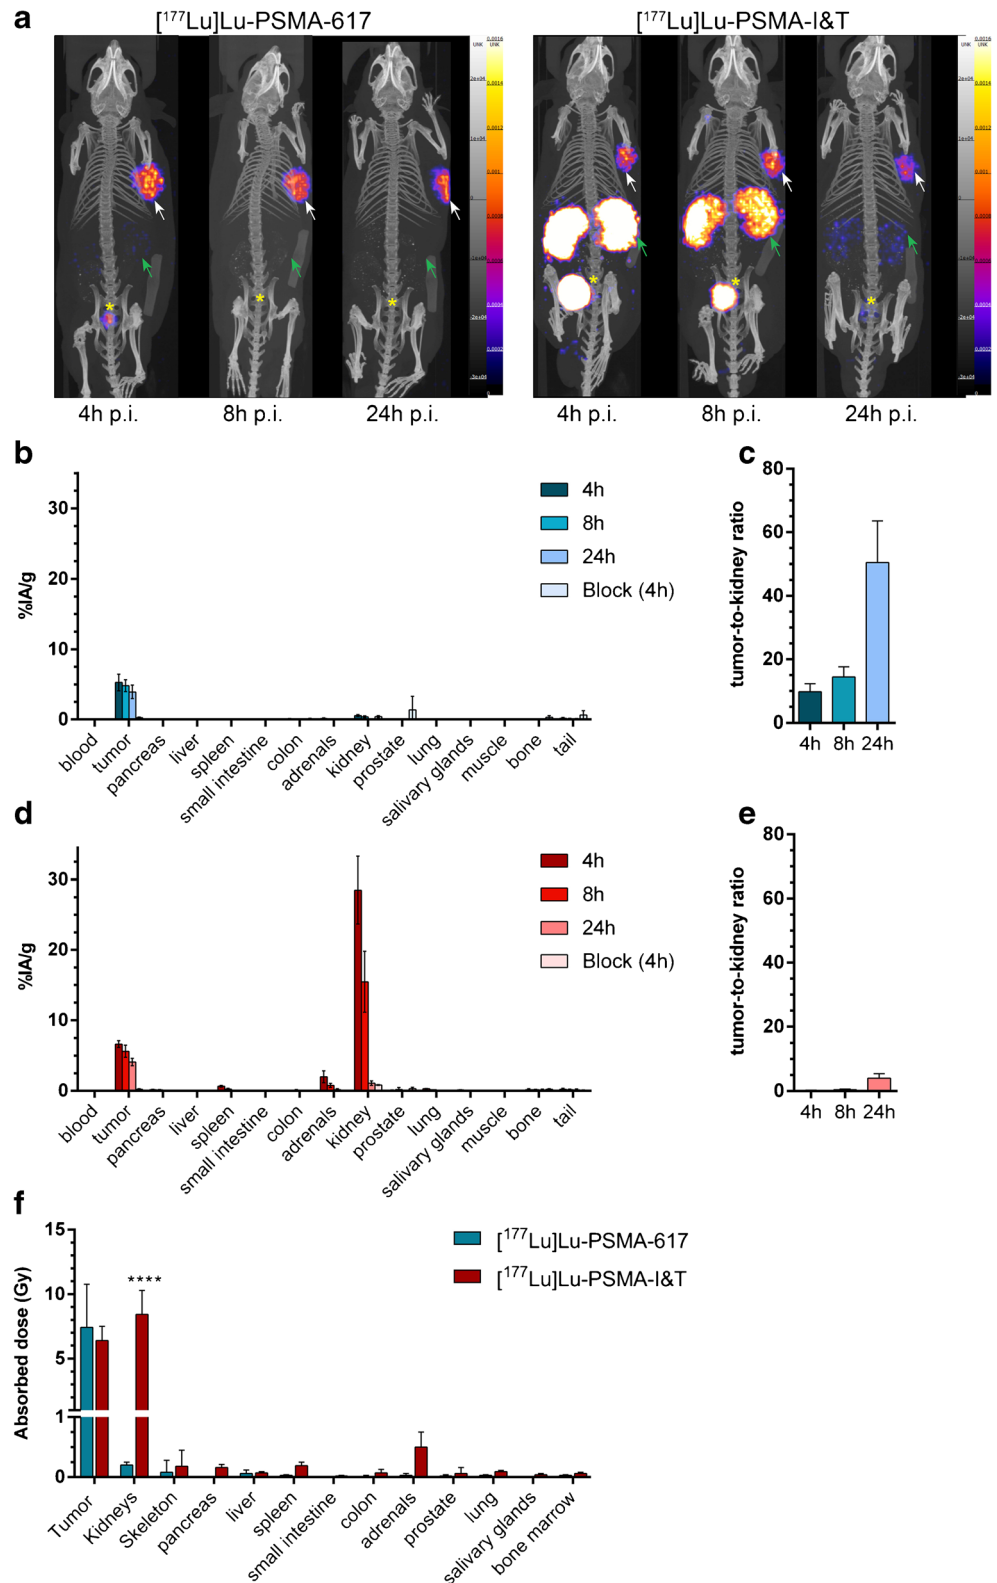 a
[¹⁷⁷Lu]Lu-PSMA-617
[¹⁷⁷Lu]Lu-PSMA-I&T
4h p.i.
8h p.i.
24h p.i.
4h p.i.
8h p.i.
24h p.i.
b
%IA/g
30
20
10
0
4h
8h
24h
Block (4h)
blood
tumor
pancreas
liver
spleen
small intestine
colon
adrenals
kidney
prostate
lung
salivary glands
muscle
bone
tail
c
tumor-to-kidney ratio
80
60
40
20
0
4h
8h
24h
d
%IA/g
30
20
10
0
4h
8h
24h
Block (4h)
blood
tumor
pancreas
liver
spleen
small intestine
colon
adrenals
kidney
prostate
lung
salivary glands
muscle
bone
tail
e
tumor-to-kidney ratio
80
60
40
20
0
4h
8h
24h
f
Absorbed dose (Gy)
15
10
5
1
0
****
[¹⁷⁷Lu]Lu-PSMA-617
[¹⁷⁷Lu]Lu-PSMA-I&T
Tumor
Kidneys
Skeleton
pancreas
liver
spleen
small intestine
colon
adrenals
prostate
lung
salivary glands
bone marrow